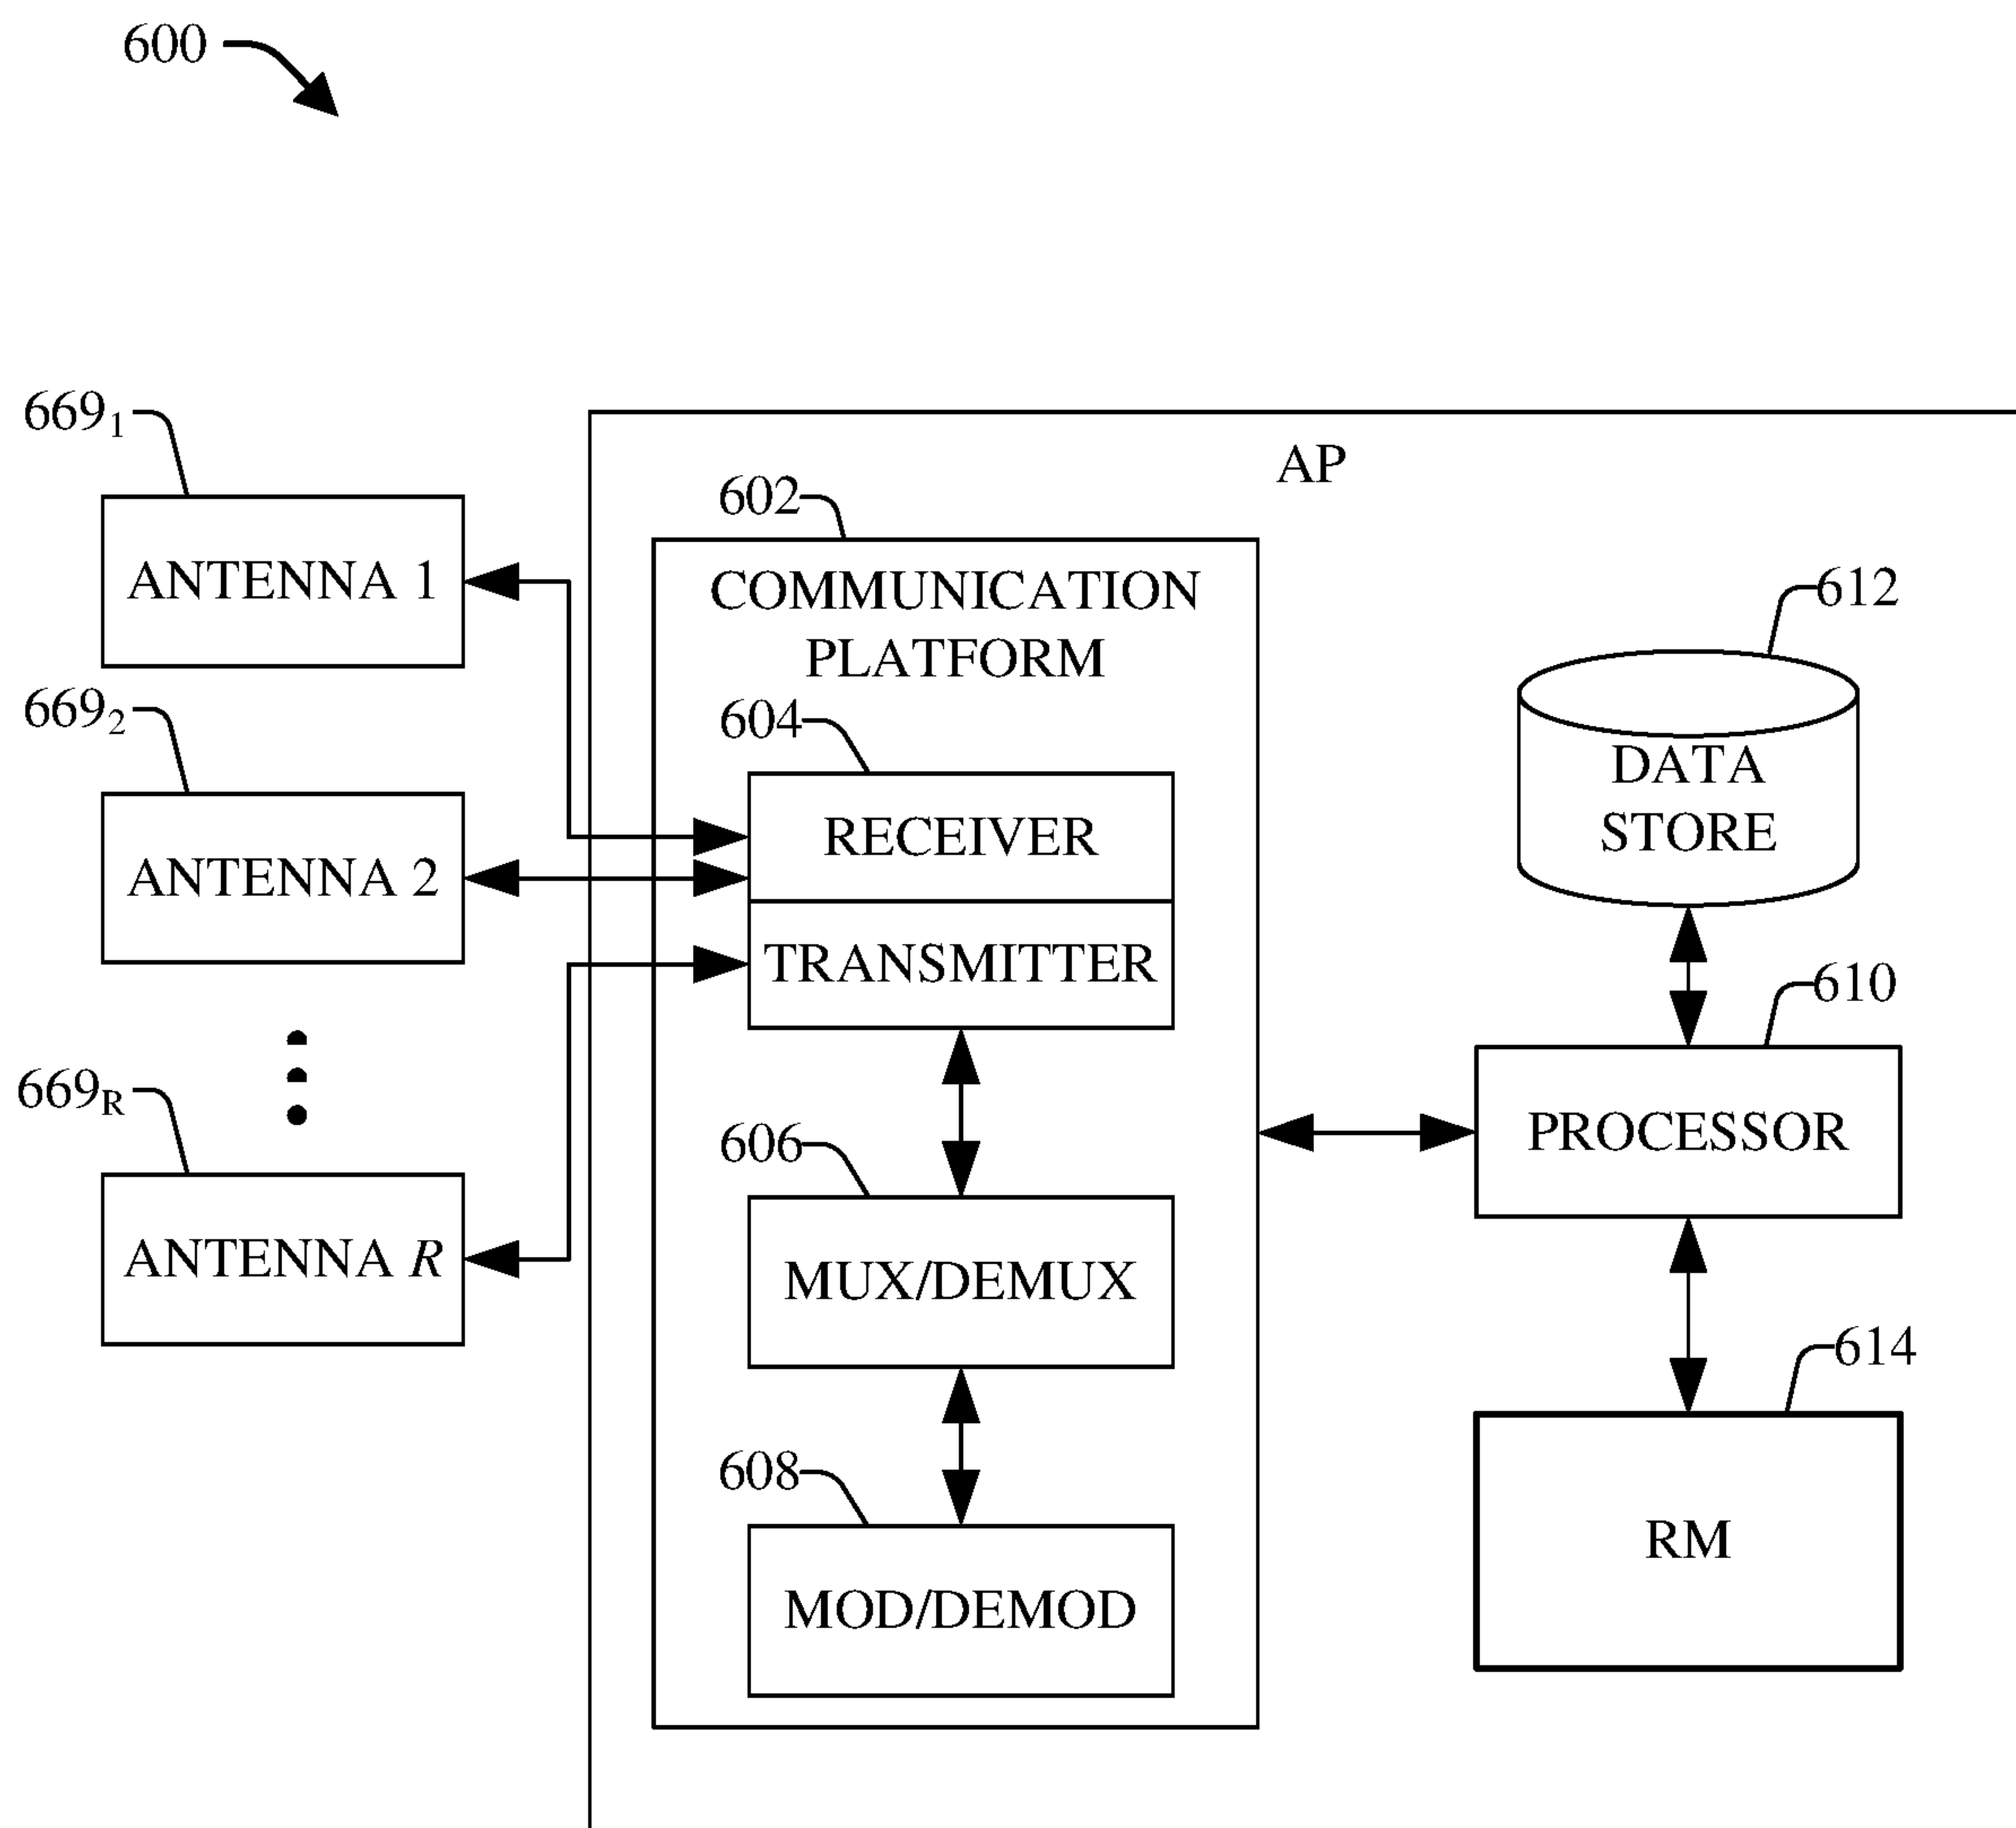 600
669₁
AP
602
ANTENNA 1
COMMUNICATION
PLATFORM
612
669₂
604
DATA
STORE
RECEIVER
ANTENNA 2
TRANSMITTER
610
669R
PROCESSOR
606
ANTENNA R
MUX/DEMUX
614
608
RM
MOD/DEMOD